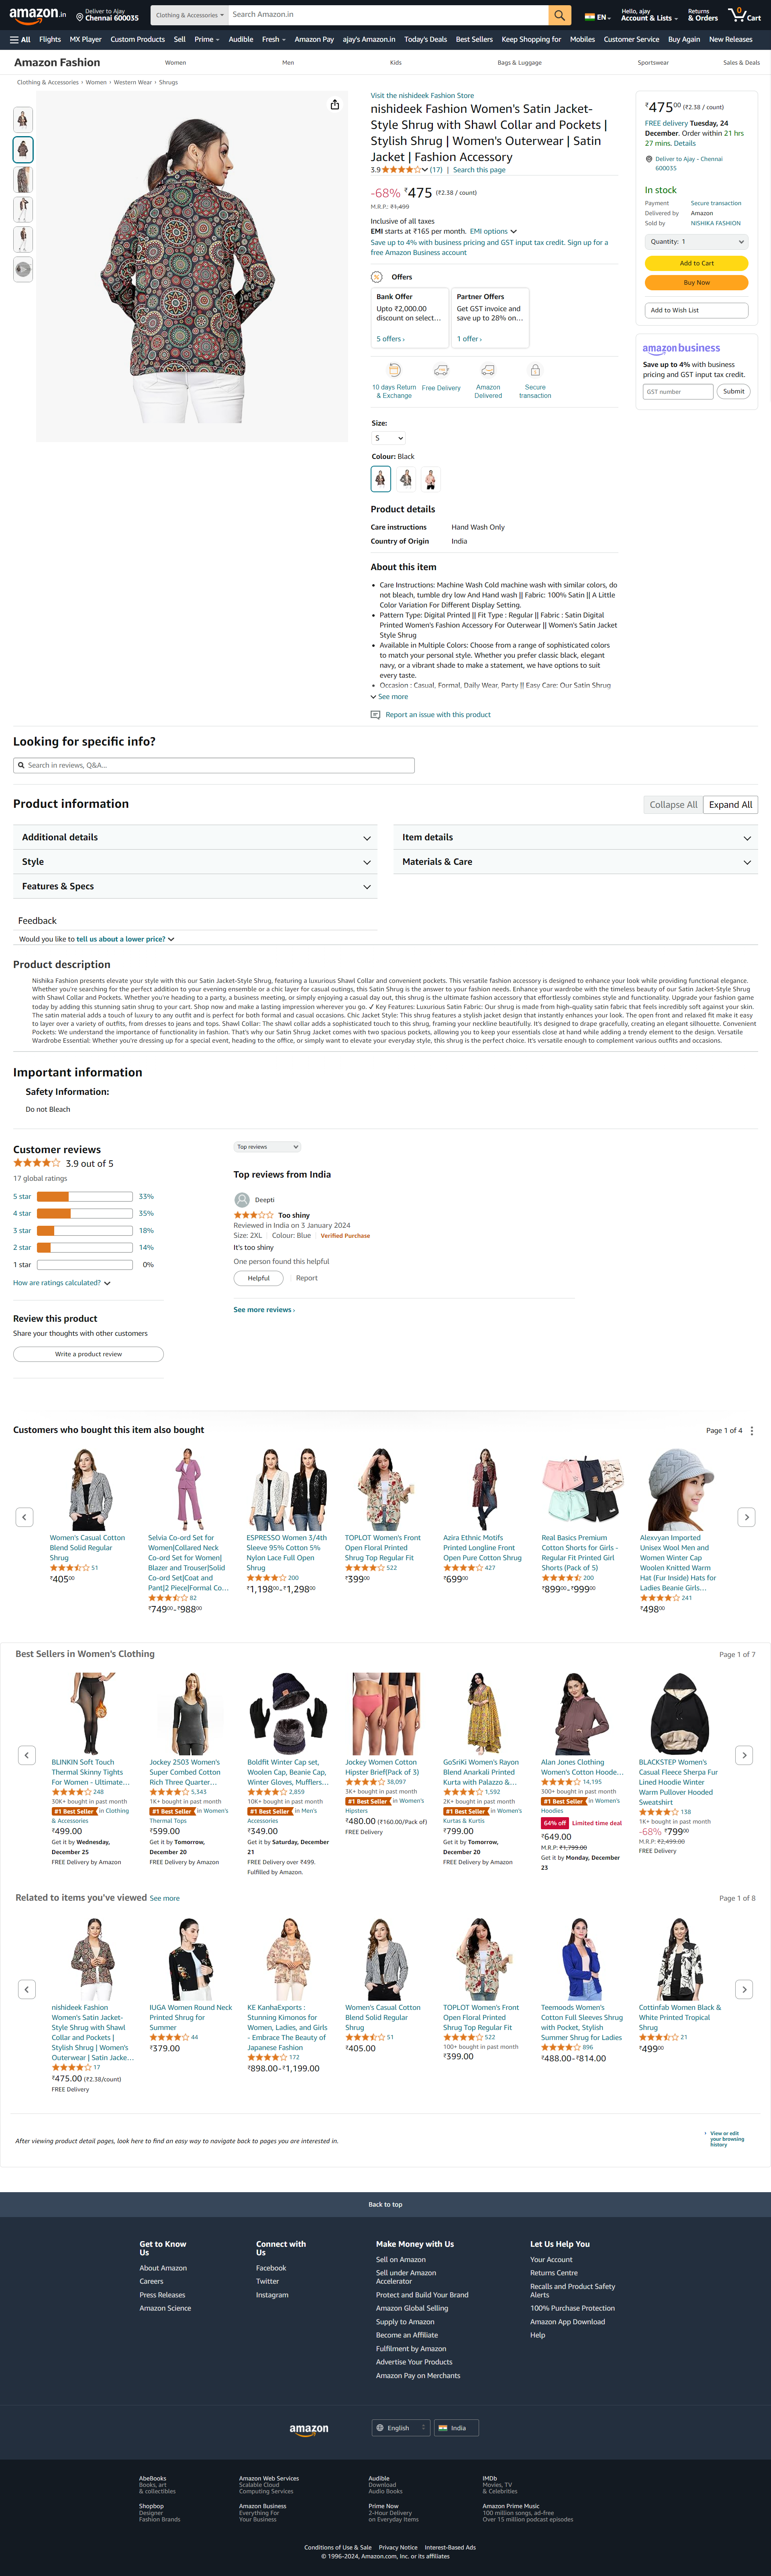 amazon.in
Deliver to Ajay
Chennai 600035
Clothing & Accessories
Search Amazon.in
EN
Hello, ajay
Account & Lists
Returns
& Orders
0
Cart
All Flights MX Player Custom Products Sell Prime Audible Fresh Amazon Pay ajay's Amazon.in Today's Deals Best Sellers Keep Shopping for Mobiles Customer Service Buy Again New Releases
Amazon Fashion Women Men Kids Bags & Luggage Sportswear Sales & Deals
Clothing & Accessories › Women › Western Wear › Shrugs
Visit the nishideek Fashion Store
nishideek Fashion Women's Satin Jacket-
Style Shrug with Shawl Collar and Pockets |
Stylish Shrug | Women's Outerwear | Satin
Jacket | Fashion Accessory
3.9 (17) | Search this page
-68% ₹475 (₹2.38 / count)
M.R.P.: ₹1,499
Inclusive of all taxes
EMI starts at ₹165 per month. EMI options
Save up to 4% with business pricing and GST input tax credit. Sign up for a
free Amazon Business account
Offers
Bank Offer
Upto ₹2,000.00
discount on select…
5 offers ›
Partner Offers
Get GST invoice and
save up to 28% on…
1 offer ›
10 days Return
& Exchange
Free Delivery
Amazon
Delivered
Secure
transaction
Size:
S
Colour: Black
Product details
Care instructions Hand Wash Only
Country of Origin India
About this item
• Care Instructions: Machine Wash Cold machine wash with similar colors, do
not bleach, tumble dry low And Hand wash || Fabric: 100% Satin || A Little
Color Variation For Different Display Setting.
• Pattern Type: Digital Printed || Fit Type : Regular || Fabric : Satin Digital
Printed Women's Fashion Accessory For Outerwear || Women's Satin Jacket
Style Shrug
• Available in Multiple Colors: Choose from a range of sophisticated colors
to match your personal style. Whether you prefer classic black, elegant
navy, or a vibrant shade to make a statement, we have options to suit
every taste.
• Occasion : Casual, Formal, Daily Wear, Party || Easy Care: Our Satin Shrug
See more
Report an issue with this product
₹475⁰⁰ (₹2.38 / count)
FREE delivery Tuesday, 24
December. Order within 21 hrs
27 mins. Details
Deliver to Ajay - Chennai
600035
In stock
Payment Secure transaction
Delivered by Amazon
Sold by NISHIKA FASHION
Quantity: 1
Add to Cart
Buy Now
Add to Wish List
amazon business
Save up to 4% with business
pricing and GST input tax credit.
GST number
Submit
Looking for specific info?
Search in reviews, Q&A...
Product information
Collapse All Expand All
Additional details
Item details
Style
Materials & Care
Features & Specs
Feedback
Would you like to tell us about a lower price?
Product description
Nishika Fashion presents elevate your style with this our Satin Jacket-Style Shrug, featuring a luxurious Shawl Collar and convenient pockets. This versatile fashion accessory is designed to enhance your look while providing functional elegance.
Whether you're searching for the perfect addition to your evening ensemble or a chic layer for casual outings, this Satin Shrug is the answer to your fashion needs. Enhance your wardrobe with the timeless beauty of our Satin Jacket-Style Shrug
with Shawl Collar and Pockets. Whether you're heading to a party, a business meeting, or simply enjoying a casual day out, this shrug is the ultimate fashion accessory that effortlessly combines style and functionality. Upgrade your fashion game
today by adding this stunning satin shrug to your cart. Shop now and make a lasting impression wherever you go. ✓ Key Features: Luxurious Satin Fabric: Our shrug is made from high-quality satin fabric that feels incredibly soft against your skin.
The satin material adds a touch of luxury to any outfit and is perfect for both formal and casual occasions. Chic Jacket Style: This shrug features a stylish jacket design that instantly enhances your look. The open front and relaxed fit make it easy
to layer over a variety of outfits, from dresses to jeans and tops. Shawl Collar: The shawl collar adds a sophisticated touch to this shrug, framing your neckline beautifully. It's designed to drape gracefully, creating an elegant silhouette. Convenient
Pockets: We understand the importance of functionality in fashion. That's why our Satin Shrug Jacket comes with two spacious pockets, allowing you to keep your essentials close at hand while adding a trendy element to the design. Versatile
Wardrobe Essential: Whether you're dressing up for a special event, heading to the office, or simply want to elevate your everyday style, this shrug is the perfect choice. It's versatile enough to complement various outfits and occasions.
Important information
Safety Information:
Do not Bleach
Customer reviews
3.9 out of 5
17 global ratings
5 star 33%
4 star 35%
3 star 18%
2 star 14%
1 star 0%
How are ratings calculated?
Review this product
Share your thoughts with other customers
Write a product review
Top reviews
Top reviews from India
Deepti
Too shiny
Reviewed in India on 3 January 2024
Size: 2XL Colour: Blue Verified Purchase
It's too shiny
One person found this helpful
Helpful Report
See more reviews ›
Customers who bought this item also bought
Page 1 of 4
Women's Casual Cotton
Blend Solid Regular
Shrug
51
₹405⁰⁰
Selvia Co-ord Set for
Women|Collared Neck
Co-ord Set for Women|
Blazer and Trouser|Solid
Co-ord Set|Coat and
Pant|2 Piece|Formal Co…
82
₹749⁰⁰-₹988⁰⁰
ESPRESSO Women 3/4th
Sleeve 95% Cotton 5%
Nylon Lace Full Open
Shrug
200
₹1,198⁰⁰-₹1,298⁰⁰
TOPLOT Women's Front
Open Floral Printed
Shrug Top Regular Fit
522
₹399⁰⁰
Azira Ethnic Motifs
Printed Longline Front
Open Pure Cotton Shrug
427
₹699⁰⁰
Real Basics Premium
Cotton Shorts for Girls -
Regular Fit Printed Girl
Shorts (Pack of 5)
200
₹899⁰⁰-₹999⁰⁰
Alexvyan Imported
Unisex Woo Men and
Women Winter Cap
Woolen Knitted Warm
Hat (Fur Inside) Hats for
Ladies Beanie Girls…
241
₹498⁰⁰
Best Sellers in Women's Clothing
Page 1 of 7
BLINKIN Soft Touch
Thermal Skinny Tights
For Women - Ultimate…
248
30K+ bought in past month
#1 Best Seller in Clothing
& Accessories
₹499.00
Get it by Wednesday,
December 25
FREE Delivery by Amazon
Jockey 2503 Women's
Super Combed Cotton
Rich Three Quarter…
5,343
1K+ bought in past month
#1 Best Seller in Women's
Thermal Tops
₹599.00
Get it by Tomorrow,
December 20
FREE Delivery by Amazon
Boldfit Winter Cap set,
Woolen Cap, Beanie Cap,
Winter Gloves, Mufflers…
2,859
10K+ bought in past month
#1 Best Seller in Men's
Accessories
₹349.00
Get it by Saturday, December
21
FREE Delivery over ₹499.
Fulfilled by Amazon.
Jockey Women Cotton
Hipster Brief(Pack of 3)
38,097
3K+ bought in past month
#1 Best Seller in Women's
Hipsters
₹480.00 (₹160.00/Pack of)
FREE Delivery
GoSriKi Women's Rayon
Blend Anarkali Printed
Kurta with Palazzo &…
1,592
2K+ bought in past month
#1 Best Seller in Women's
Kurtas & Kurtis
₹799.00
Get it by Tomorrow,
December 20
FREE Delivery by Amazon
Alan Jones Clothing
Women's Cotton Hoode…
14,195
300+ bought in past month
#1 Best Seller in Women's
Hoodies
64% off Limited time deal
₹649.00
M.R.P.: ₹1,799.00
Get it by Monday, December
23
BLACKSTEP Women's
Casual Fleece Sherpa Fur
Lined Hoodie Winter
Warm Pullover Hooded
Sweatshirt
138
1K+ bought in past month
-68% ₹799⁰⁰
M.R.P: ₹2,499.00
FREE Delivery
Related to items you've viewed See more
Page 1 of 8
nishideek Fashion
Women's Satin Jacket-
Style Shrug with Shawl
Collar and Pockets |
Stylish Shrug | Women's
Outerwear | Satin Jacke…
17
₹475.00 (₹2.38/count)
FREE Delivery
IUGA Women Round Neck
Printed Shrug for
Summer
44
₹379.00
KE KanhaExports :
Stunning Kimonos for
Women, Ladies, and Girls
- Embrace The Beauty of
Japanese Fashion
172
₹898.00-₹1,199.00
Women's Casual Cotton
Blend Solid Regular
Shrug
51
₹405.00
TOPLOT Women's Front
Open Floral Printed
Shrug Top Regular Fit
522
100+ bought in past month
₹399.00
Teemoods Women's
Cotton Full Sleeves Shrug
with Pocket, Stylish
Summer Shrug for Ladies
896
₹488.00-₹814.00
Cottinfab Women Black &
White Printed Tropical
Shrug
21
₹499⁰⁰
After viewing product detail pages, look here to find an easy way to navigate back to pages you are interested in.
View or edit
your browsing
history
Back to top
Get to Know
Us
About Amazon
Careers
Press Releases
Amazon Science
Connect with
Us
Facebook
Twitter
Instagram
Make Money with Us
Sell on Amazon
Sell under Amazon
Accelerator
Protect and Build Your Brand
Amazon Global Selling
Supply to Amazon
Become an Affiliate
Fulfilment by Amazon
Advertise Your Products
Amazon Pay on Merchants
Let Us Help You
Your Account
Returns Centre
Recalls and Product Safety
Alerts
100% Purchase Protection
Amazon App Download
Help
amazon
English
India
AbeBooks
Books, art
& collectibles
Amazon Web Services
Scalable Cloud
Computing Services
Audible
Download
Audio Books
IMDb
Movies, TV
& Celebrities
Shopbop
Designer
Fashion Brands
Amazon Business
Everything For
Your Business
Prime Now
2-Hour Delivery
on Everyday Items
Amazon Prime Music
100 million songs, ad-free
Over 15 million podcast episodes
Conditions of Use & Sale Privacy Notice Interest-Based Ads
© 1996-2024, Amazon.com, Inc. or its affiliates